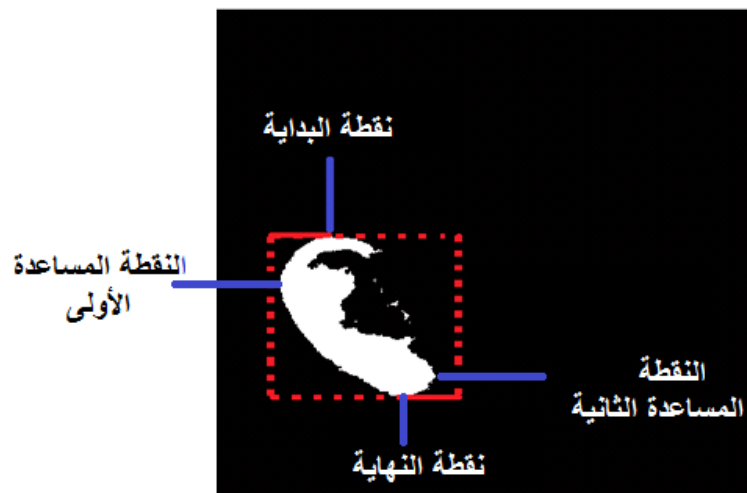 نقطة البداية
النقطة المساعدة
الأولى
النقطة
المساعدة الثانية
نقطة النهاية